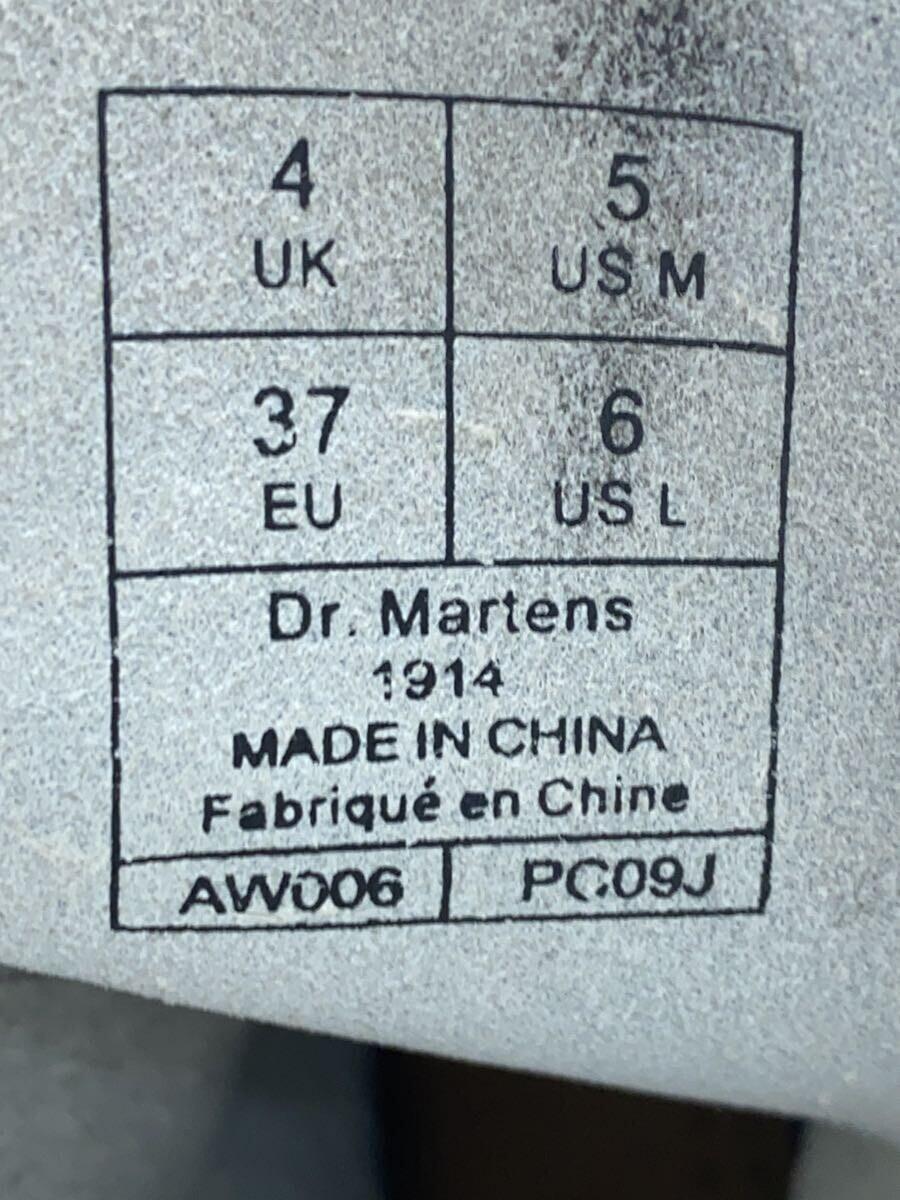 4
UK
5
US M
37
EU
6
US L
Dr. Martens
1914
MADE IN CHINA
Fabriqué en Chine
AW006
PC09J